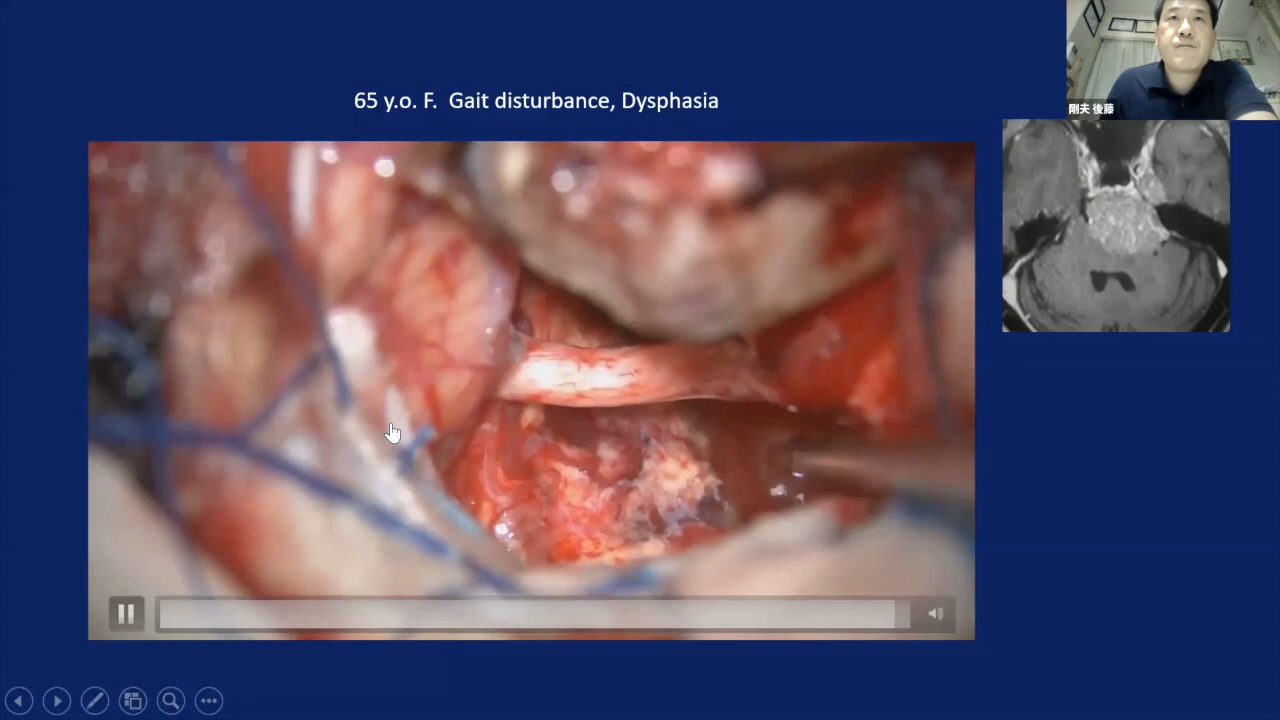 65 y.o. F.  Gait disturbance, Dysphasia
剛夫 後藤